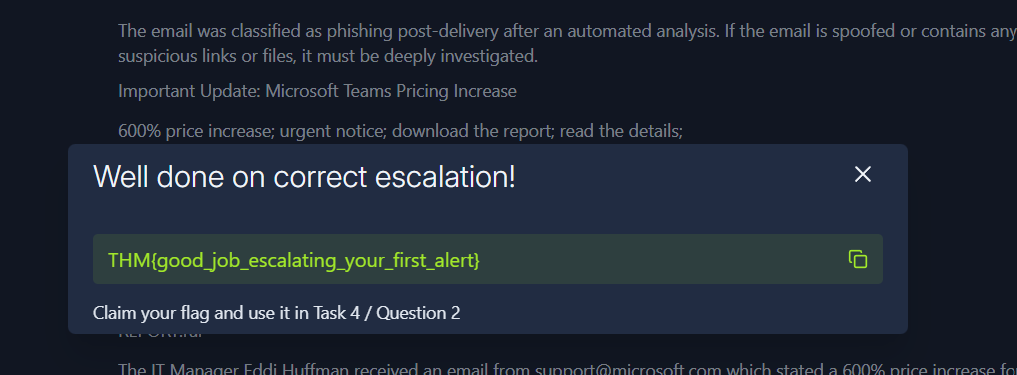 The email was classified as phishing post-delivery after an automated analysis. If the email is spoofed or contains any
suspicious links or files, it must be deeply investigated.
Important Update: Microsoft Teams Pricing Increase
600% price increase; urgent notice; download the report; read the details;
Well done on correct escalation!
THM{good_job_escalating_your_first_alert}
Claim your flag and use it in Task 4 / Question 2
The IT Manager Eddi Huffman received an email from support@microsoft.com which stated a 600% price increase for